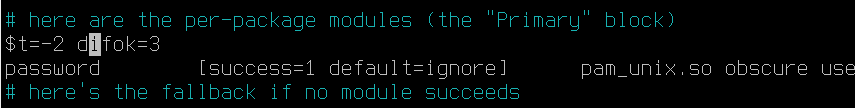 # here are the per-package modules (the "Primary" block)
$t=-2 difok=3
password [success=1 default=ignore] pam_unix.so obscure use
# here's the fallback if no module succeeds